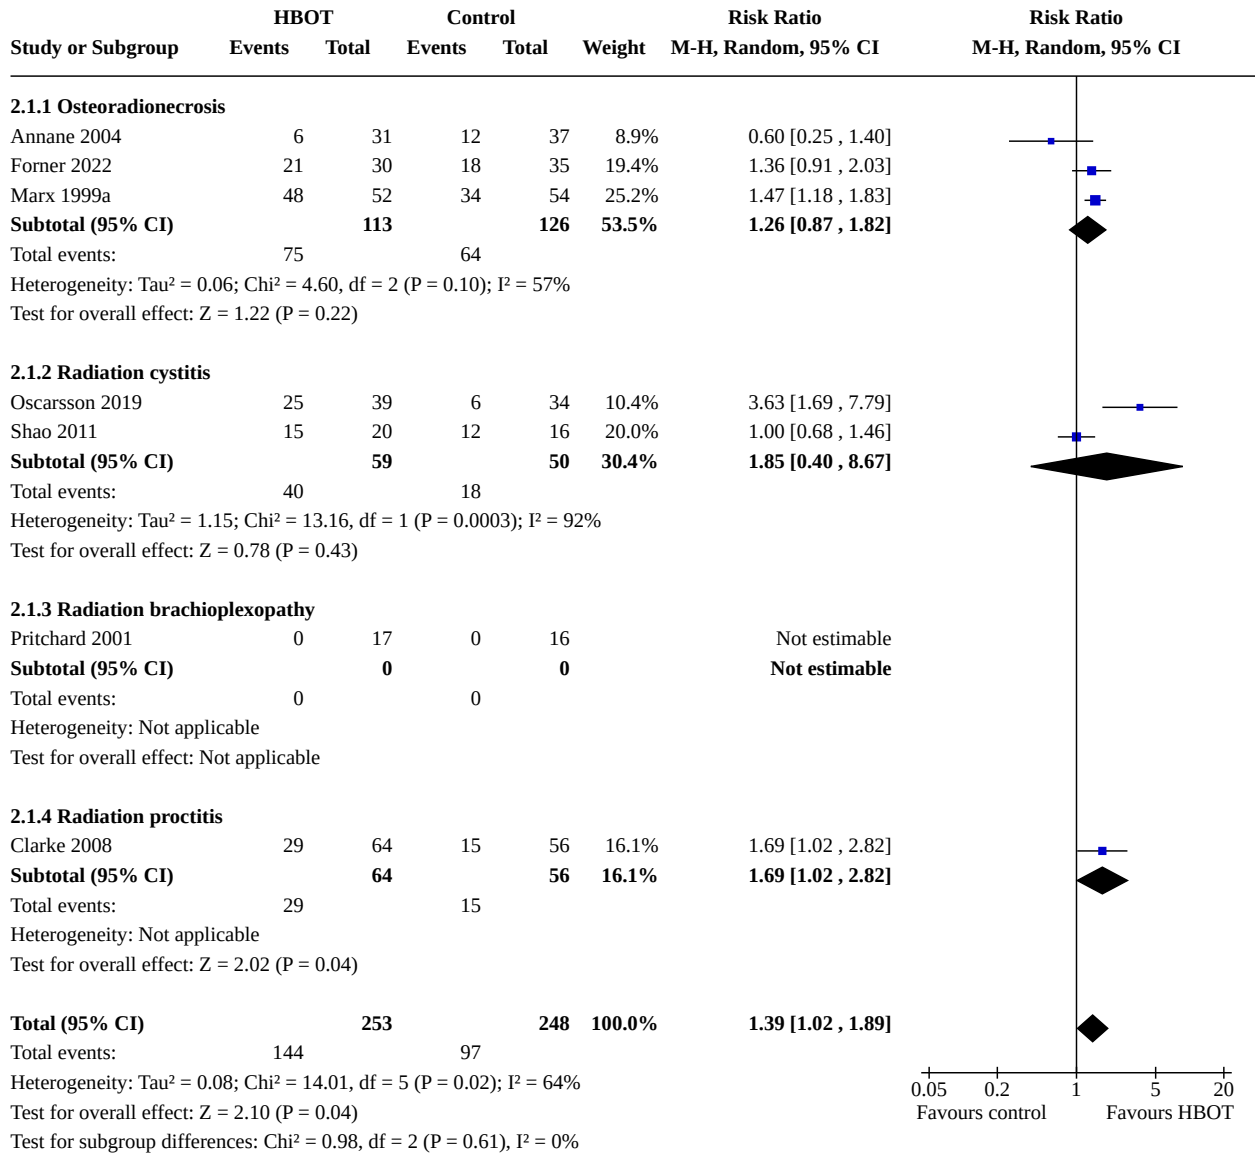 HBOT Control Risk Ratio Risk Ratio
Study or Subgroup Events Total Events Total Weight M-H, Random, 95% CI M-H, Random, 95% CI
2.1.1 Osteoradionecrosis
Annane 2004 6 31 12 37 8.9% 0.60 [0.25 , 1.40]
Forner 2022 21 30 18 35 19.4% 1.36 [0.91 , 2.03]
Marx 1999a 48 52 34 54 25.2% 1.47 [1.18 , 1.83]
Subtotal (95% CI) 113 126 53.5% 1.26 [0.87 , 1.82]
Total events: 75 64
Heterogeneity: Tau² = 0.06; Chi² = 4.60, df = 2 (P = 0.10); I² = 57%
Test for overall effect: Z = 1.22 (P = 0.22)
2.1.2 Radiation cystitis
Oscarsson 2019 25 39 6 34 10.4% 3.63 [1.69 , 7.79]
Shao 2011 15 20 12 16 20.0% 1.00 [0.68 , 1.46]
Subtotal (95% CI) 59 50 30.4% 1.85 [0.40 , 8.67]
Total events: 40 18
Heterogeneity: Tau² = 1.15; Chi² = 13.16, df = 1 (P = 0.0003); I² = 92%
Test for overall effect: Z = 0.78 (P = 0.43)
2.1.3 Radiation brachioplexopathy
Pritchard 2001 0 17 0 16 Not estimable
Subtotal (95% CI) 0 0 Not estimable
Total events: 0 0
Heterogeneity: Not applicable
Test for overall effect: Not applicable
2.1.4 Radiation proctitis
Clarke 2008 29 64 15 56 16.1% 1.69 [1.02 , 2.82]
Subtotal (95% CI) 64 56 16.1% 1.69 [1.02 , 2.82]
Total events: 29 15
Heterogeneity: Not applicable
Test for overall effect: Z = 2.02 (P = 0.04)
Total (95% CI) 253 248 100.0% 1.39 [1.02 , 1.89]
Total events: 144 97
Heterogeneity: Tau² = 0.08; Chi² = 14.01, df = 5 (P = 0.02); I² = 64%
Test for overall effect: Z = 2.10 (P = 0.04)
Test for subgroup differences: Chi² = 0.98, df = 2 (P = 0.61), I² = 0%
0.05 0.2 1 5 20
Favours control Favours HBOT